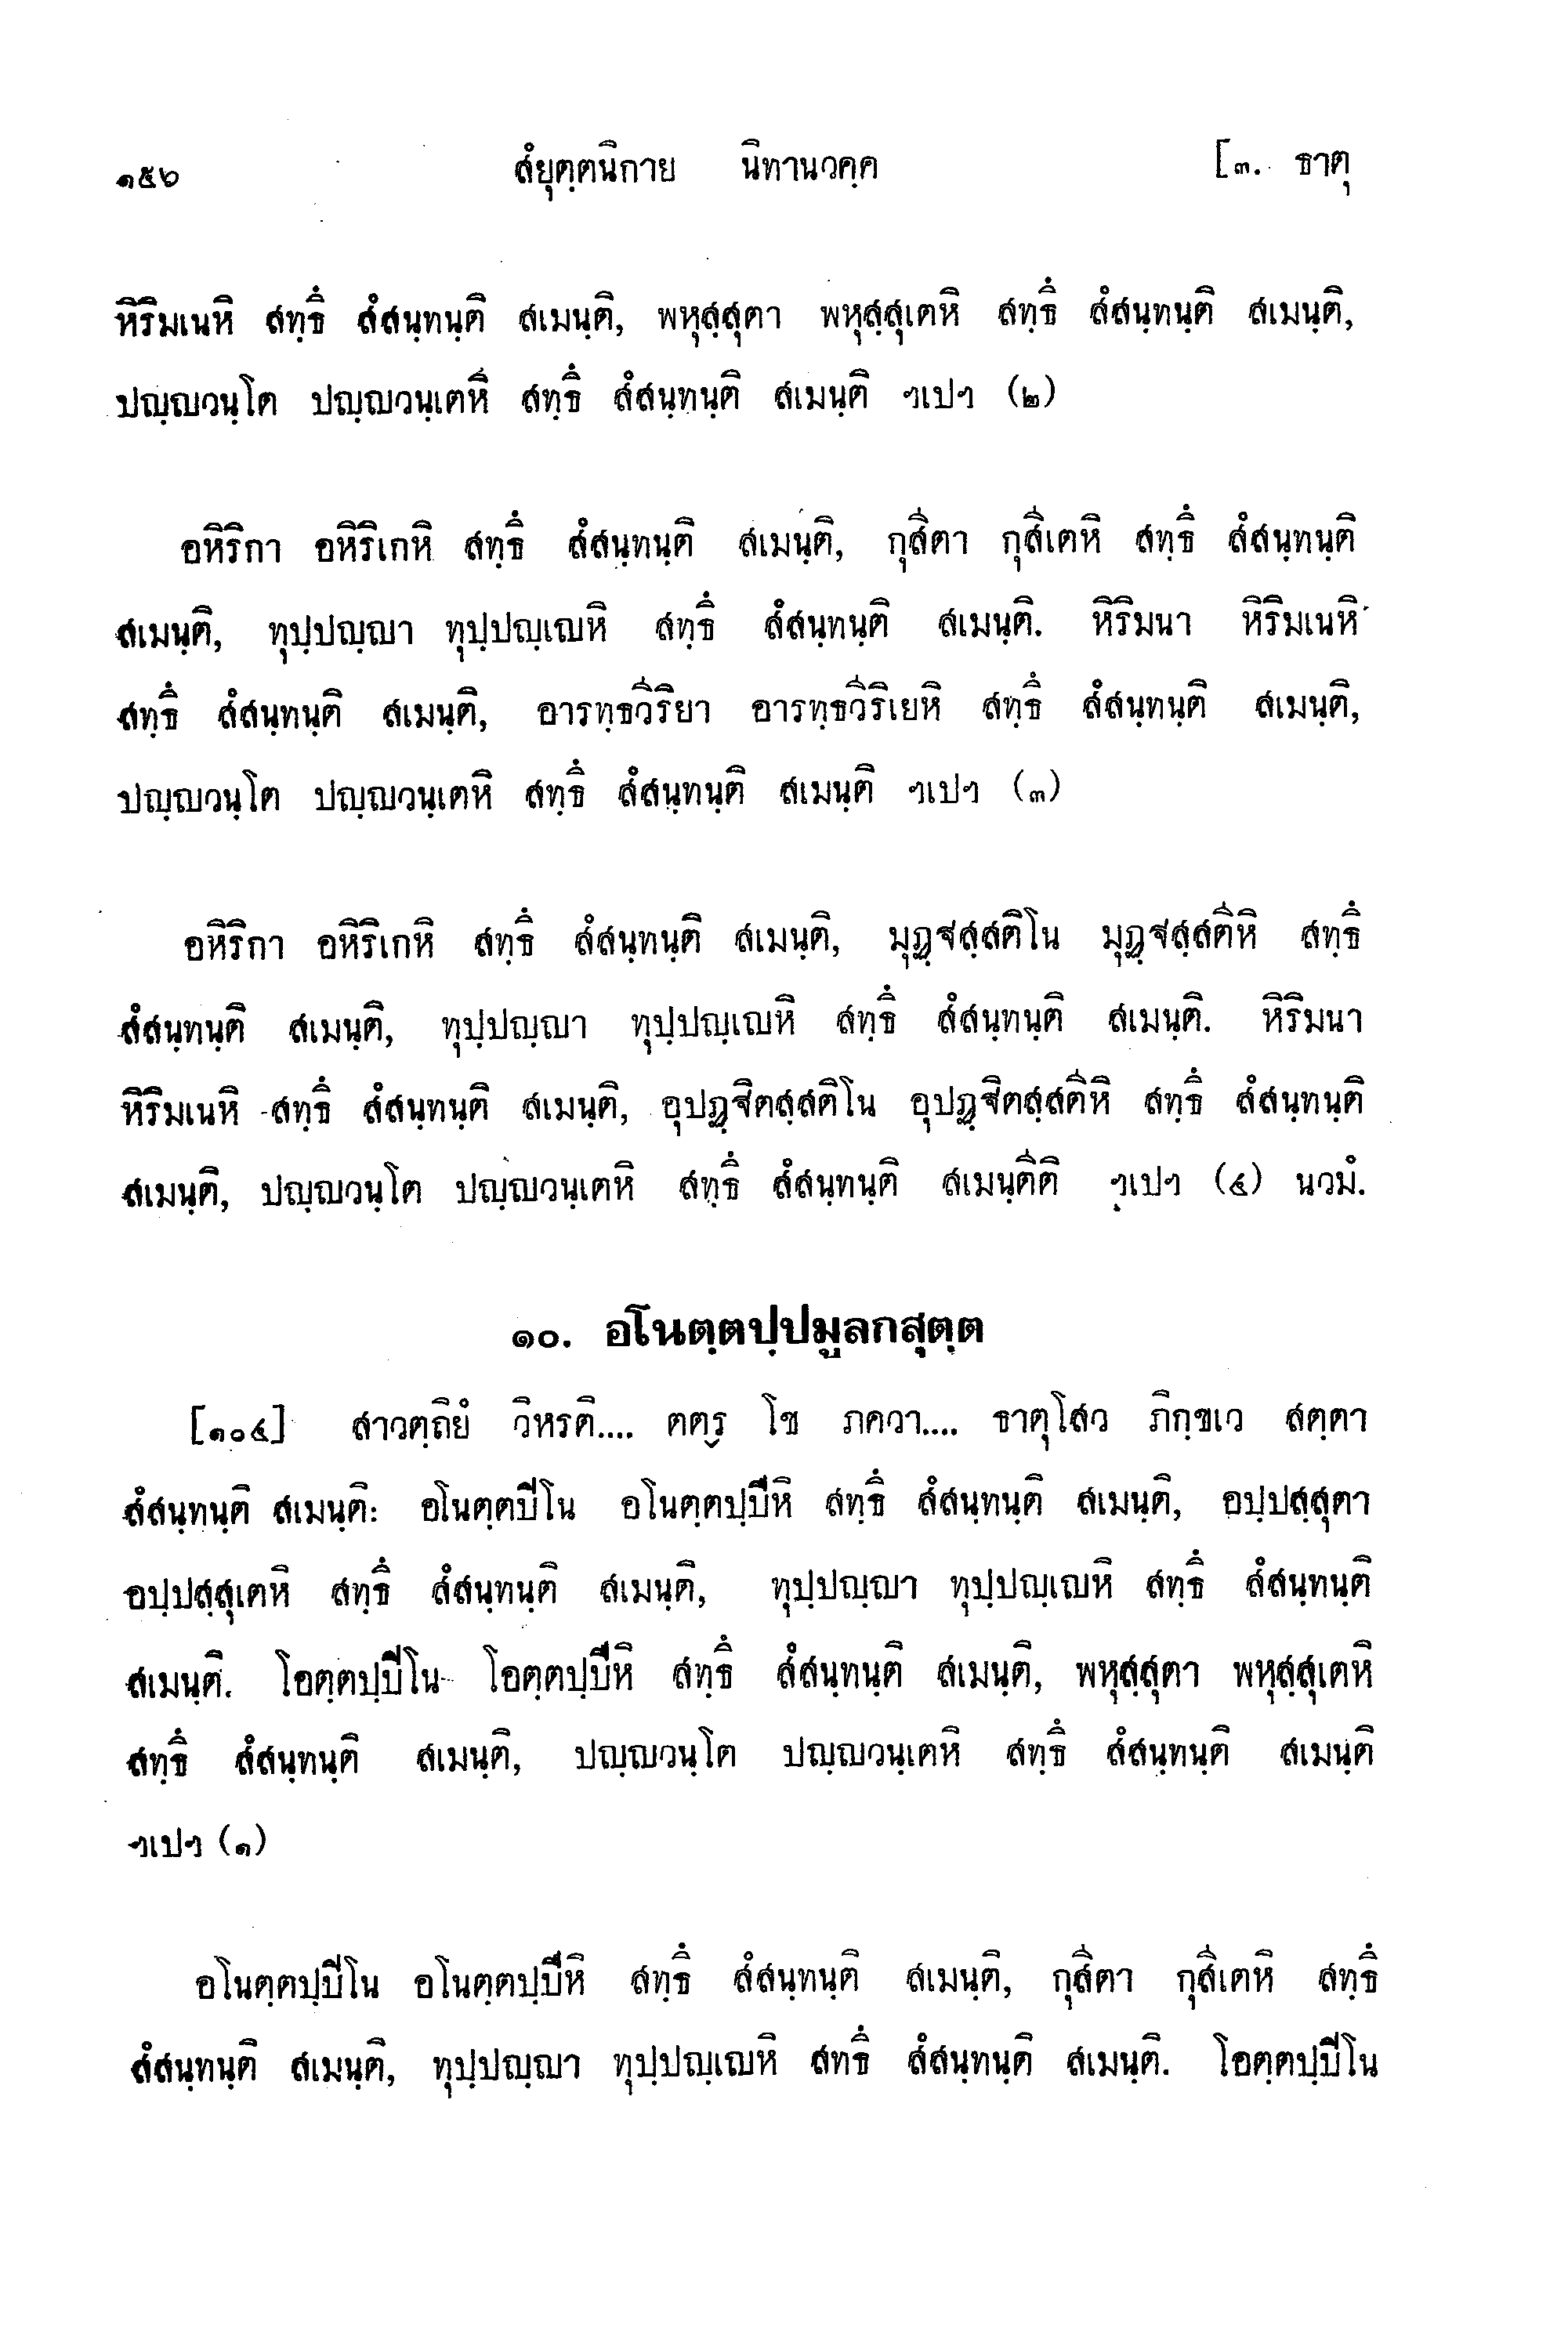 ๑๕๖ สํยุตฺตนิกาย นิทานวคฺค [๓. ธาตุ
หิริมเนหิ สทฺธึ สํสนฺทนฺติ สเมนฺติ, พหุสฺสุตา พหุสฺสุเตหิ สทฺธึ สํสนฺทนฺติ สเมนฺติ,
ปญฺญวนฺโต ปญฺญวนฺเตหิ สทฺธึ สํสนฺทนฺติ สเมนฺติ ฯเปฯ (๒)
อหิริกา อหิริเกหิ สทฺธึ สํสนฺทนฺติ สเมนฺติ, กุสีตา กุสีเตหิ สทฺธึ สํสนฺทนฺติ
สเมนฺติ, ทุปฺปญฺญา ทุปฺปญฺเญหิ สทฺธึ สํสนฺทนฺติ สเมนฺติ. หิริมนา หิริมเนหิ
สทฺธึ สํสนฺทนฺติ สเมนฺติ, อารทฺธวีริยา อารทฺธวีริเยหิ สทฺธึ สํสนฺทนฺติ สเมนฺติ,
ปญฺญวนฺโต ปญฺญวนฺเตหิ สทฺธึ สํสนฺทนฺติ สเมนฺติ ฯเปฯ (๓)
อหิริกา อหิริเกหิ สทฺธึ สํสนฺทนฺติ สเมนฺติ, มุฏฺฐสฺสติโน มุฏฺฐสฺสตีหิ สทฺธึ
สํสนฺทนฺติ สเมนฺติ, ทุปฺปญฺญา ทุปฺปญฺเญหิ สทฺธึ สํสนฺทนฺติ สเมนฺติ. หิริมนา
หิริมเนหิ สทฺธึ สํสนฺทนฺติ สเมนฺติ, อุปฏฺฐิตสฺสติโน อุปฏฺฐิตสฺสตีหิ สทฺธึ สํสนฺทนฺติ
สเมนฺติ, ปญฺญวนฺโต ปญฺญวนฺเตหิ สทฺธึ สํสนฺทนฺติ สเมนฺตีติ ฯเปฯ (๔) นวมํ.
๑๐. อโนตฺตปฺปมูลกสุตฺต
[๑๐๔] สาวตฺถิยํ วิหรติ.... ตตฺร โข ภควา.... ธาตุโสว ภิกฺขเว สตฺตา
สํสนฺทนฺติ สเมนฺติ: อโนตฺตปีโน อโนตฺตปฺปีหิ สทฺธึ สํสนฺทนฺติ สเมนฺติ, อปฺปสฺสุตา
อปฺปสฺสุเตหิ สทฺธึ สํสนฺทนฺติ สเมนฺติ, ทุปฺปญฺญา ทุปฺปญฺเญหิ สทฺธึ สํสนฺทนฺติ
สเมนฺติ. โอตฺตปฺปีโน โอตฺตปฺปีหิ สทฺธึ สํสนฺทนฺติ สเมนฺติ, พหุสฺสุตา พหุสฺสุเตหิ
สทฺธึ สํสนฺทนฺติ สเมนฺติ, ปญฺญวนฺโต ปญฺญวนฺเตหิ สทฺธึ สํสนฺทนฺติ สเมนฺติ
ฯเปฯ (๑)
อโนตฺตปฺปีโน อโนตฺตปฺปีหิ สทฺธึ สํสนฺทนฺติ สเมนฺติ, กุสีตา กุสีเตหิ สทฺธึ
สํสนฺทนฺติ สเมนฺติ, ทุปฺปญฺญา ทุปฺปญฺเญหิ สทธึ สํสนฺทนฺติ สเมนฺติ. โอตฺตปฺปีโน